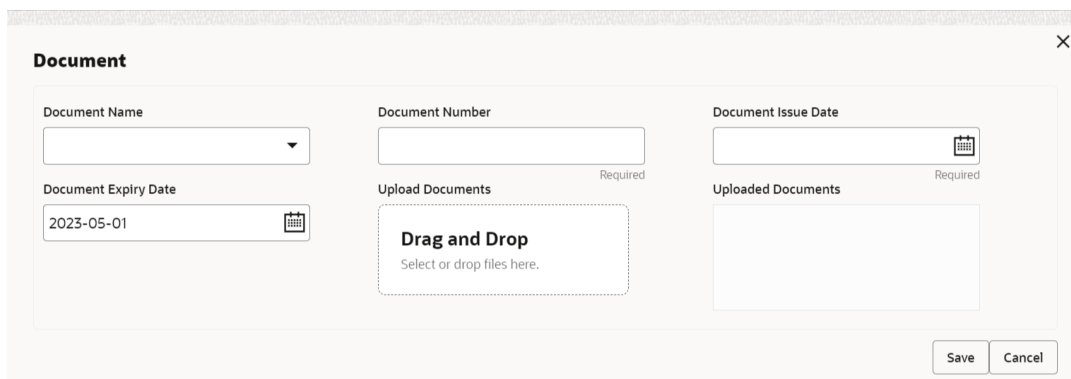 Document
Document Name
Document Number
Document Issue Date
Required
Required
Document Expiry Date
Upload Documents
Uploaded Documents
2023-05-01
Drag and Drop
Select or drop files here.
Save
Cancel